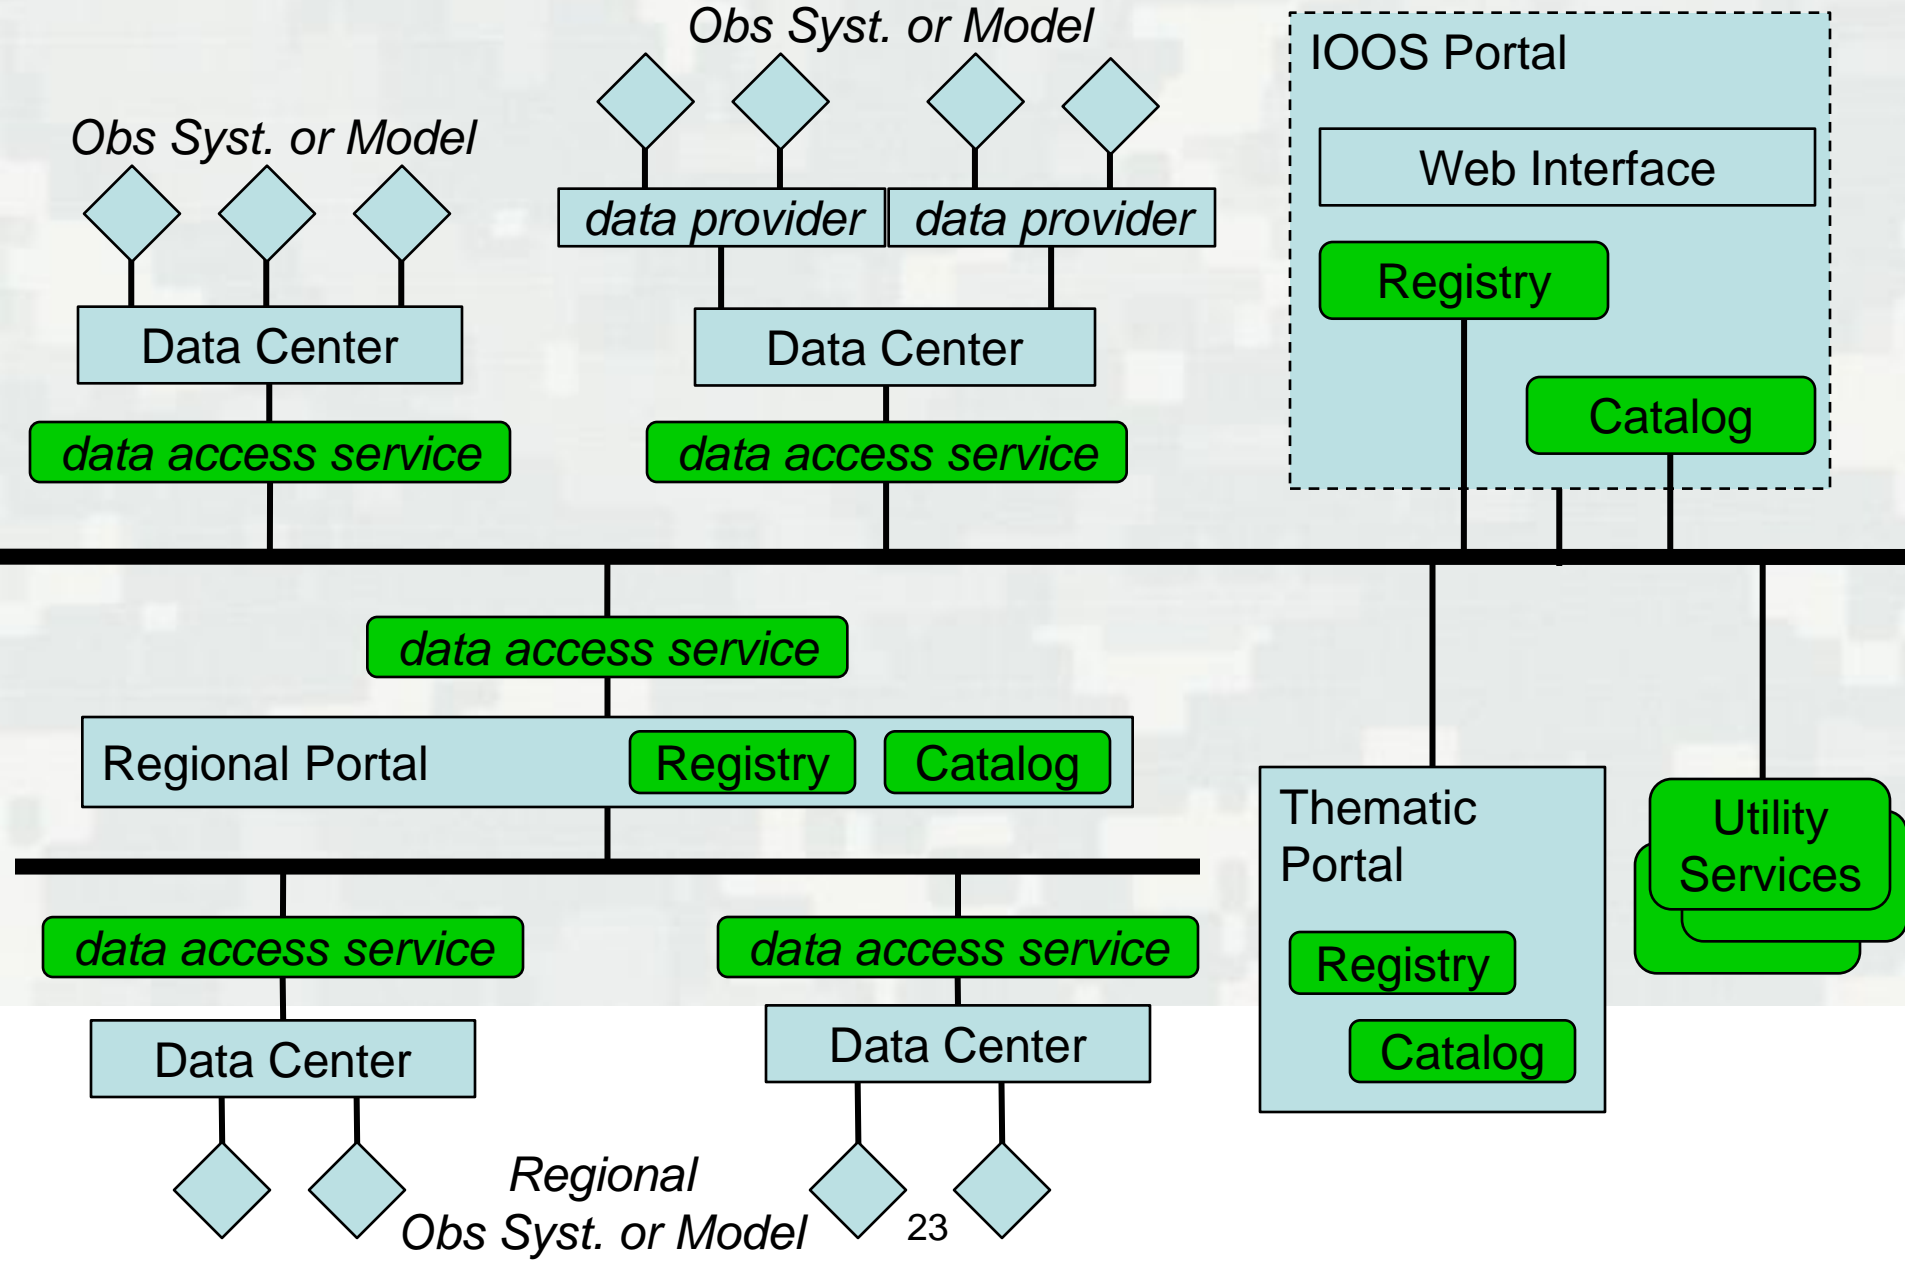 Obs Syst. or Model
IOOS Portal
Obs Syst. or Model
Web Interface
data provider
data provider
Registry
Data Center
Data Center
Catalog
data access service
data access service
data access service
Regional Portal
Registry
Catalog
Thematic
Portal
Utility
Services
data access service
data access service
Registry
Data Center
Data Center
Catalog
Regional
Obs Syst. or Model
23